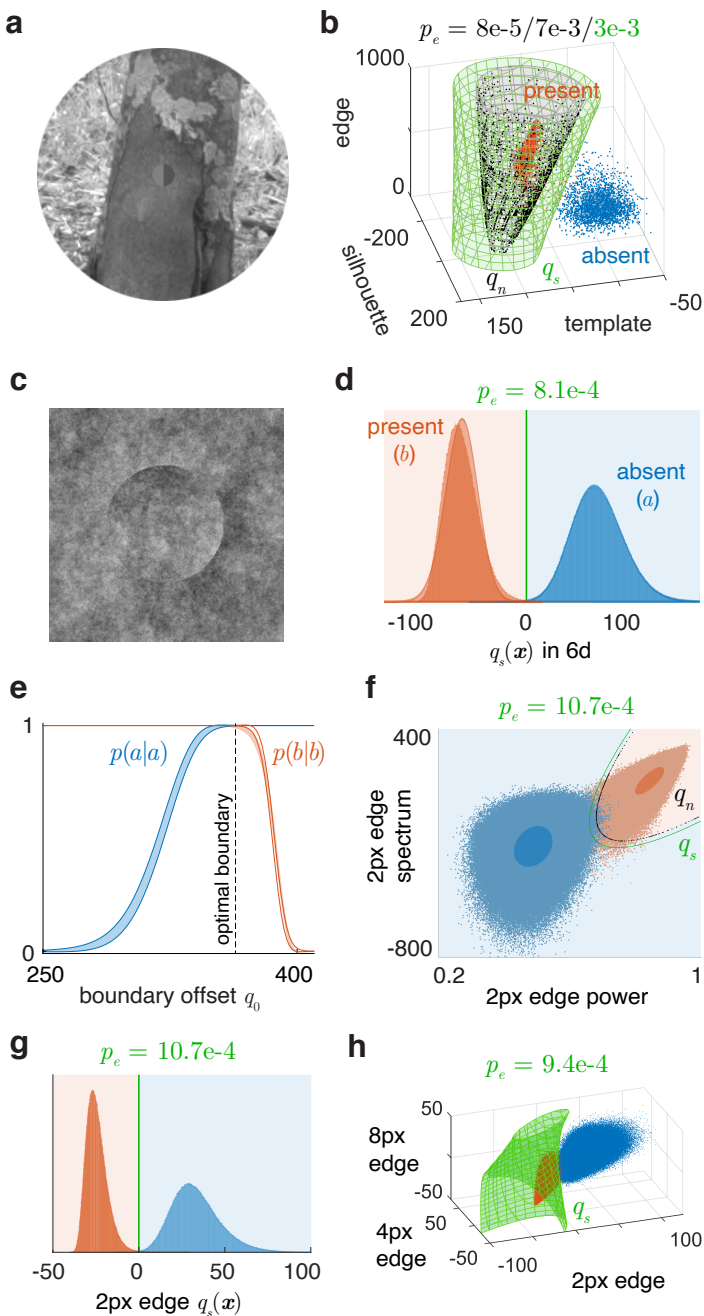 a
b
p_e = 8e-5/7e-3/3e-3
1000
edge
0
present
-200
silhouette
200
q_n
q_s
absent
150
template
-50
c
d
p_e = 8.1e-4
present
(b)
absent
(a)
-100
0
100
q_s(x) in 6d
e
1
p(a|a)
p(b|b)
optimal boundary
0
250
400
boundary offset q_0
f
p_e = 10.7e-4
400
q_n
q_s
2px edge
spectrum
-800
0.2
1
2px edge power
g
p_e = 10.7e-4
-50
0
50
100
2px edge q_s(x)
h
p_e = 9.4e-4
50
8px
edge
-50
50
4px
edge
-50
q_s
-100
100
2px edge